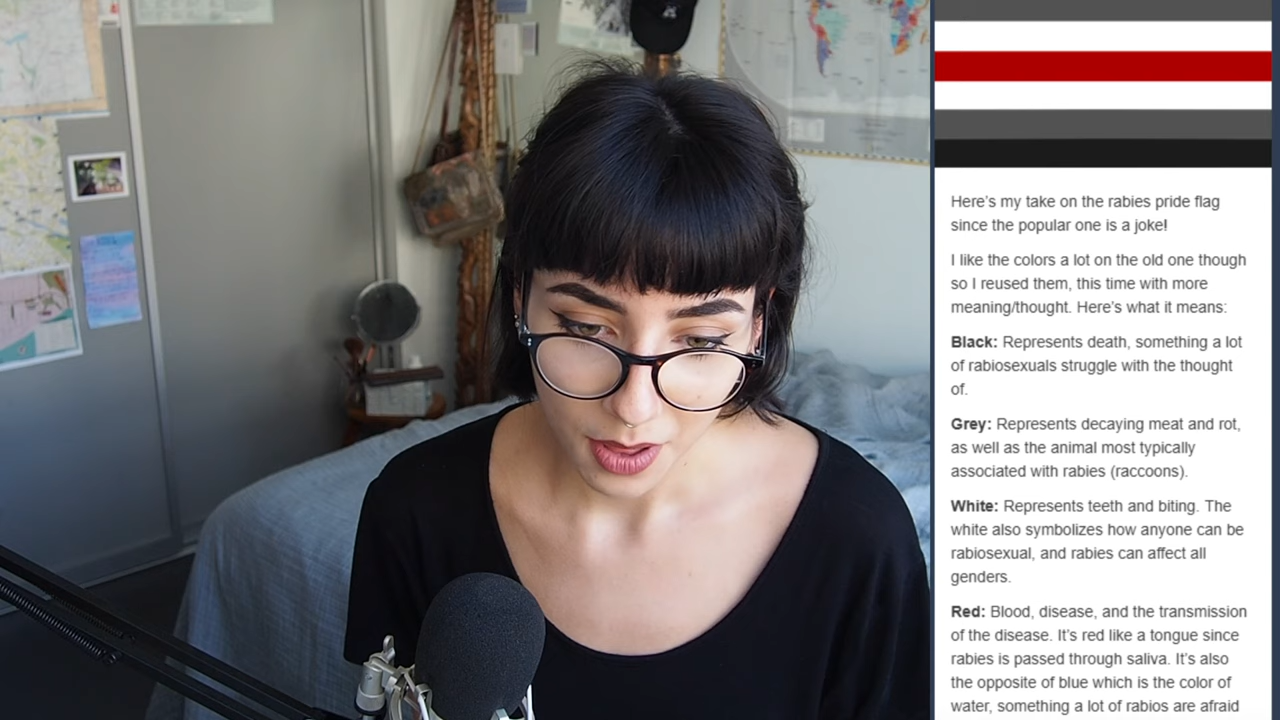 Here's my take on the rabies pride flag
since the popular one is a joke!
I like the colors a lot on the old one though
so I reused them, this time with more
meaning/thought. Here's what it means:
Black: Represents death, something a lot
of rabiosexuals struggle with the thought
of.
Grey: Represents decaying meat and rot,
as well as the animal most typically
associated with rabies (raccoons).
White: Represents teeth and biting. The
white also symbolizes how anyone can be
rabiosexual, and rabies can affect all
genders.
Red: Blood, disease, and the transmission
of the disease. It's red like a tongue since
rabies is passed through saliva. It's also
the opposite of blue which is the color of
water, something a lot of rabios are afraid